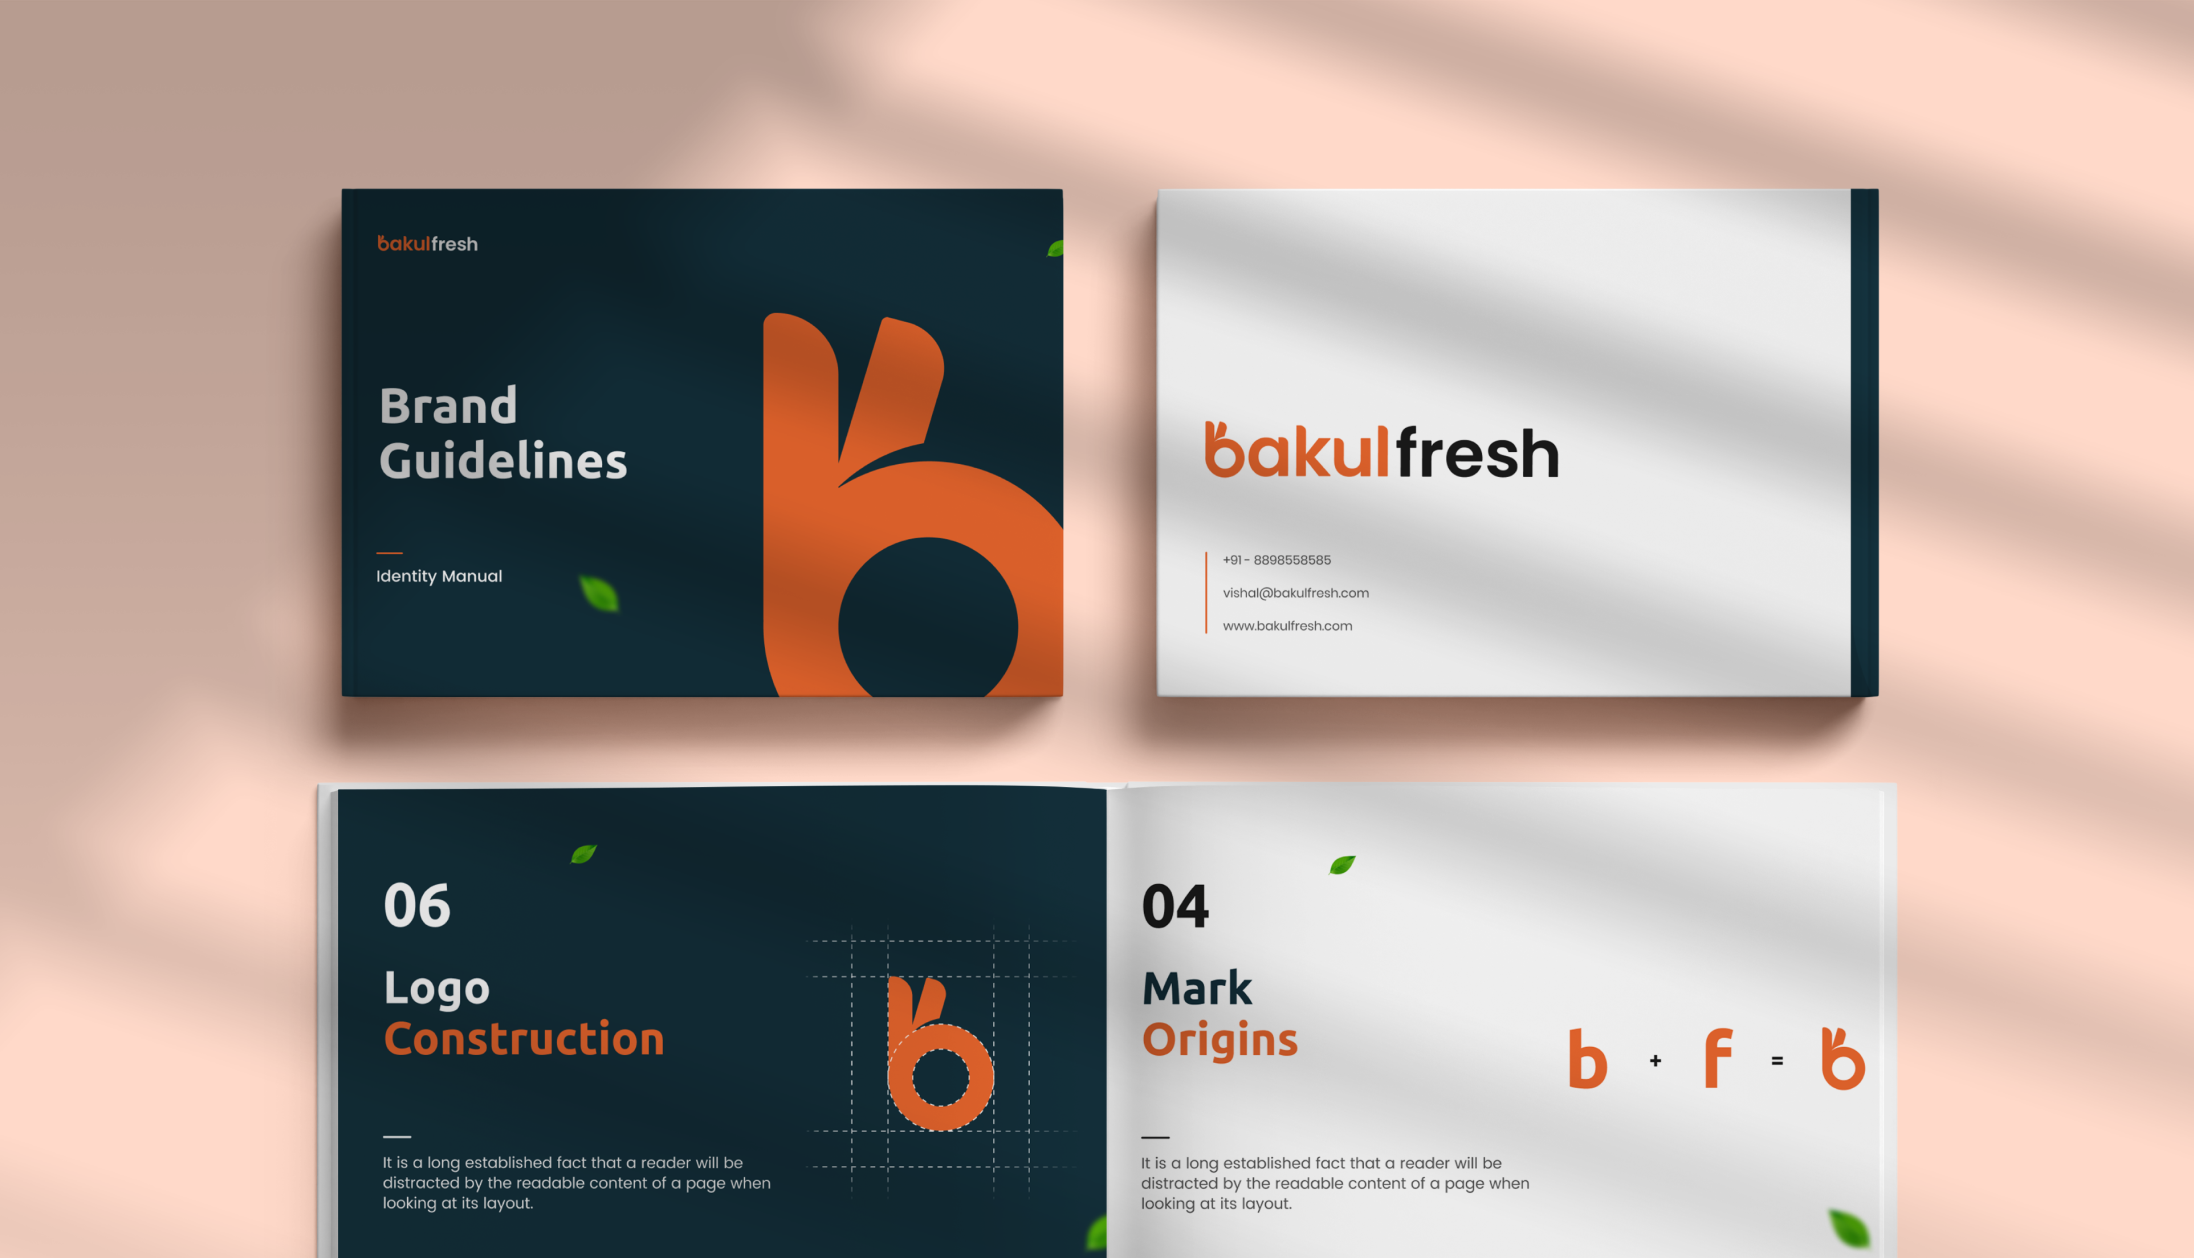 bakulfresh
Brand
Guidelines
Identity Manual
bakulfresh
+91 - 8898558585
vishal@bakulfresh.com
www.bakulfresh.com
06
Logo
Construction
It is a long established fact that a reader will be
distracted by the readable content of a page when
looking at its layout.
04
Mark
Origins
b + f = b
It is a long established fact that a reader will be
distracted by the readable content of a page when
looking at its layout.